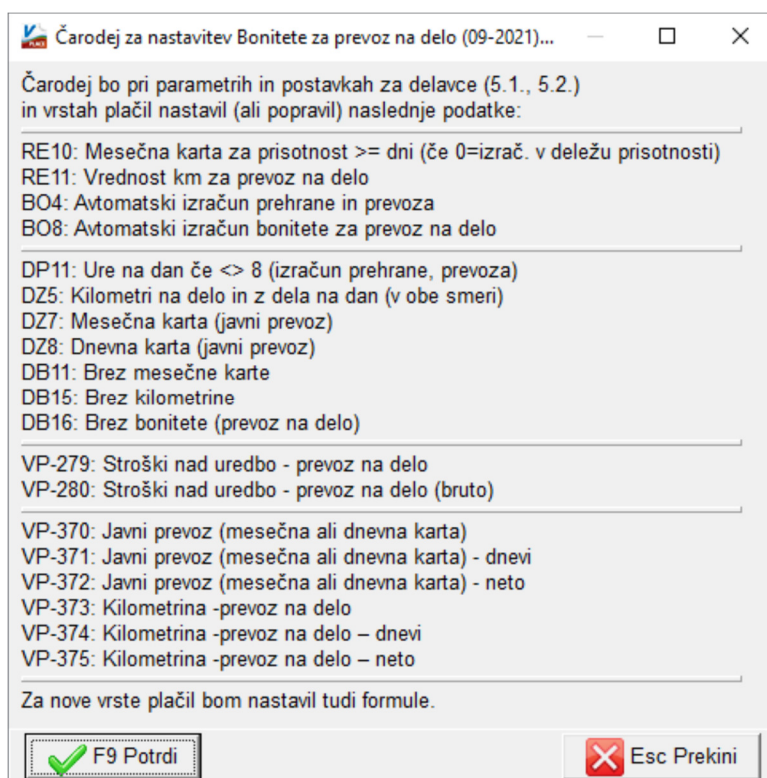 PLACE
Čarodej za nastavitev Bonitete za prevoz na delo (09-2021)...
Čarodej bo pri parametrih in postavkah za delavce (5.1., 5.2.)
in vrstah plačil nastavil (ali popravil) naslednje podatke:
RE10: Mesečna karta za prisotnost >= dni (če 0=izrač. v deležu prisotnosti)
RE11: Vrednost km za prevoz na delo
BO4: Avtomatski izračun prehrane in prevoza
BO8: Avtomatski izračun bonitete za prevoz na delo
DP11: Ure na dan če <> 8 (izračun prehrane, prevoza)
DZ5: Kilometri na delo in z dela na dan (v obe smeri)
DZ7: Mesečna karta (javni prevoz)
DZ8: Dnevna karta (javni prevoz)
DB11: Brez mesečne karte
DB15: Brez kilometrine
DB16: Brez bonitete (prevoz na delo)
VP-279: Stroški nad uredbo - prevoz na delo
VP-280: Stroški nad uredbo - prevoz na delo (bruto)
VP-370: Javni prevoz (mesečna ali dnevna karta)
VP-371: Javni prevoz (mesečna ali dnevna karta) - dnevi
VP-372: Javni prevoz (mesečna ali dnevna karta) - neto
VP-373: Kilometrina -prevoz na delo
VP-374: Kilometrina -prevoz na delo – dnevi
VP-375: Kilometrina -prevoz na delo – neto
Za nove vrste plačil bom nastavil tudi formule.
F9 Potrdi
Esc Prekini